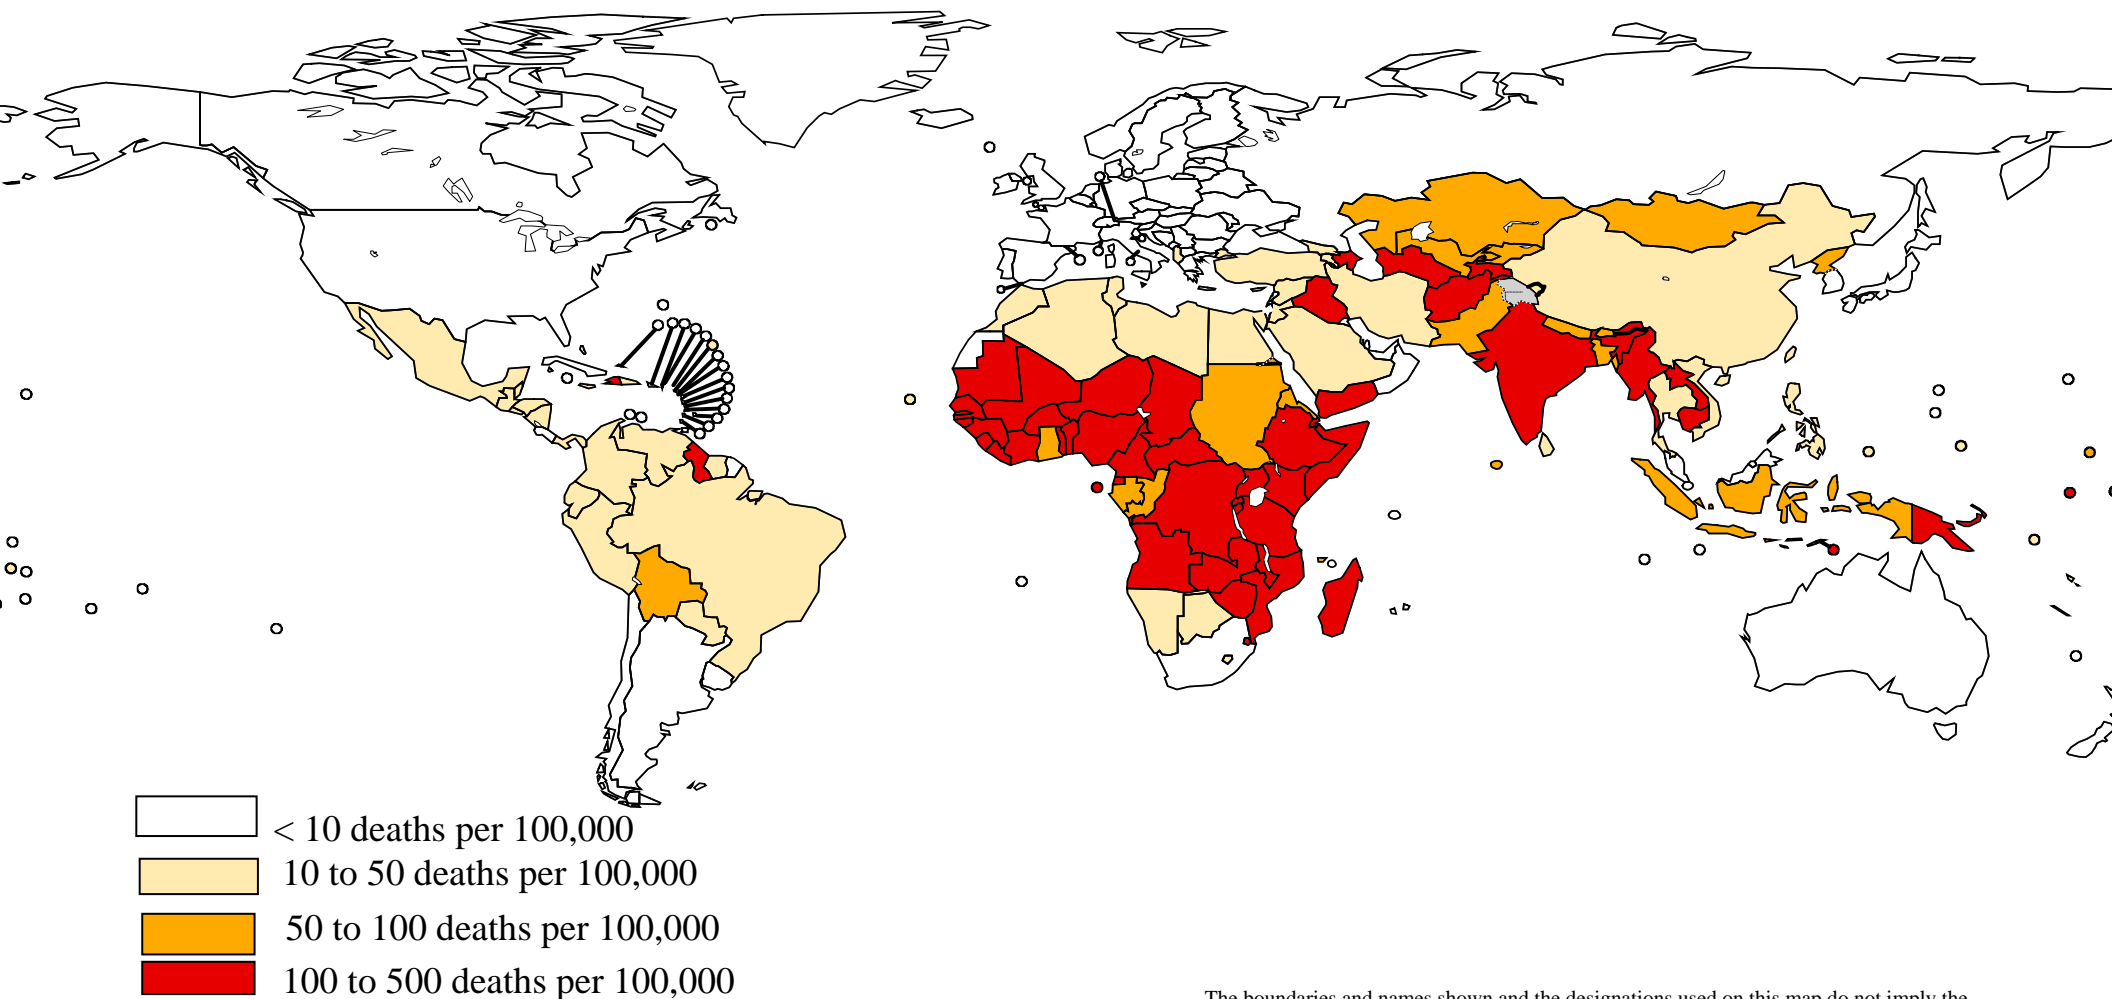 < 10 deaths per 100,000
10 to 50 deaths per 100,000
50 to 100 deaths per 100,000
100 to 500 deaths per 100,000
The boundaries and names shown and the designations used on this map do not imply the